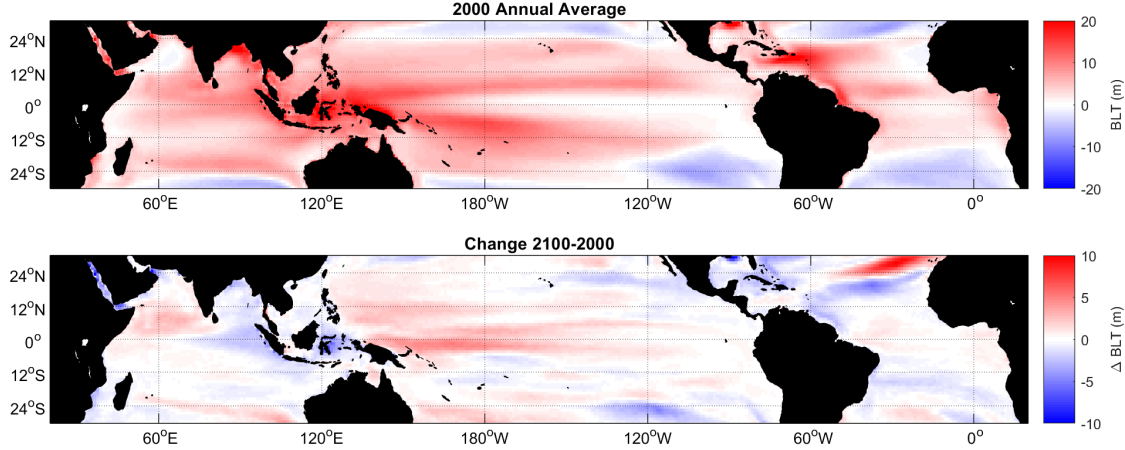 2000 Annual Average
24°N
12°N
0°
12°S
24°S
60°E
120°E
180°W
120°W
60°W
0°
20
10
0
-10
-20
BLT (m)
Change 2100-2000
24°N
12°N
0°
12°S
24°S
60°E
120°E
180°W
120°W
60°W
0°
10
5
0
-5
-10
Δ BLT (m)